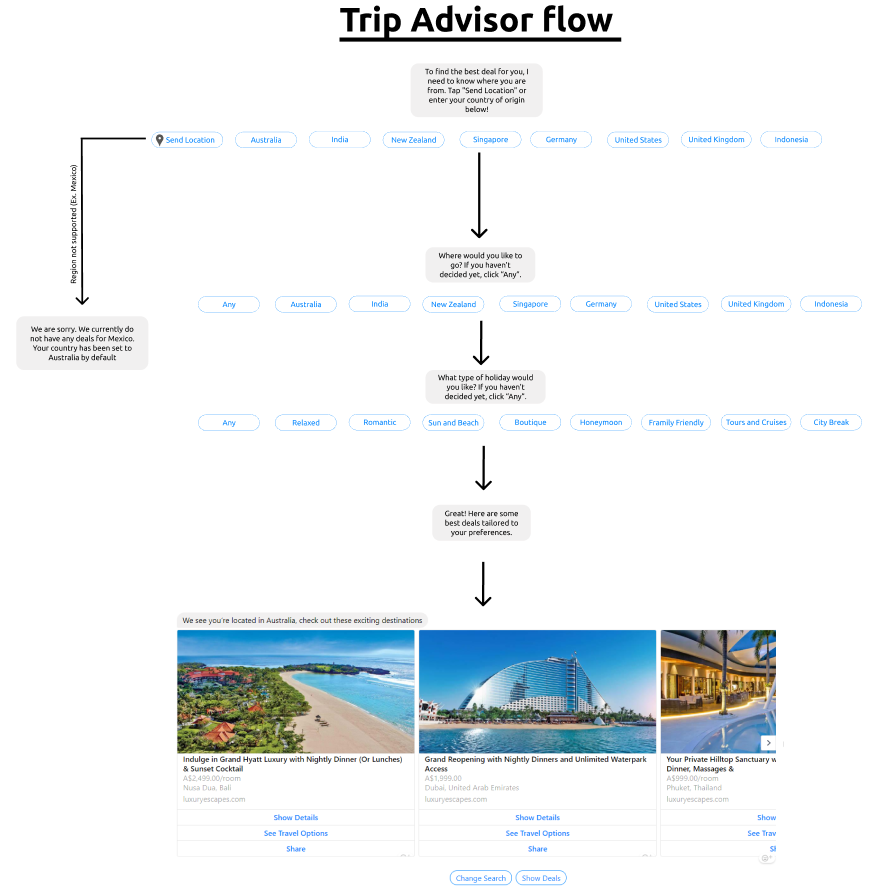 Trip Advisor flow
To find the best deal for you, I
need to know where you are
from. Tap "Send Location" or
enter your country of origin
below!
Send Location
Australia
India
New Zealand
Singapore
Germany
United States
United Kingdom
Indonesia
Region not supported (Ex. Mexico)
Where would you like to
go? If you haven't
decided yet, click "Any".
Any
Australia
India
New Zealand
Singapore
Germany
United States
United Kingdom
Indonesia
We are sorry. We currently do
not have any deals for Mexico.
Your country has been set to
Australia by default
What type of holiday would
you like? If you haven't
decided yet, click "Any".
Any
Relaxed
Romantic
Sun and Beach
Boutique
Honeymoon
Framily Friendly
Tours and Cruises
City Break
Great! Here are some
best deals tailored to
your preferences.
We see you're located in Australia, check out these exciting destinations
Indulge in Grand Hyatt Luxury with Nightly Dinner (Or Lunches)
& Sunset Cocktail
A$2,499.00/room
Nusa Dua, Bali
luxuryescapes.com
Show Details
See Travel Options
Share
Grand Reopening with Nightly Dinners and Unlimited Waterpark
Access
A$1,999.00
Dubai, United Arab Emirates
luxuryescapes.com
Show Details
See Travel Options
Share
Your Private Hilltop Sanctuary w
Dinner, Massages &
A$999.00/room
Phuket, Thailand
luxuryescapes.com
Show
See Trav
Sh
Change Search
Show Deals